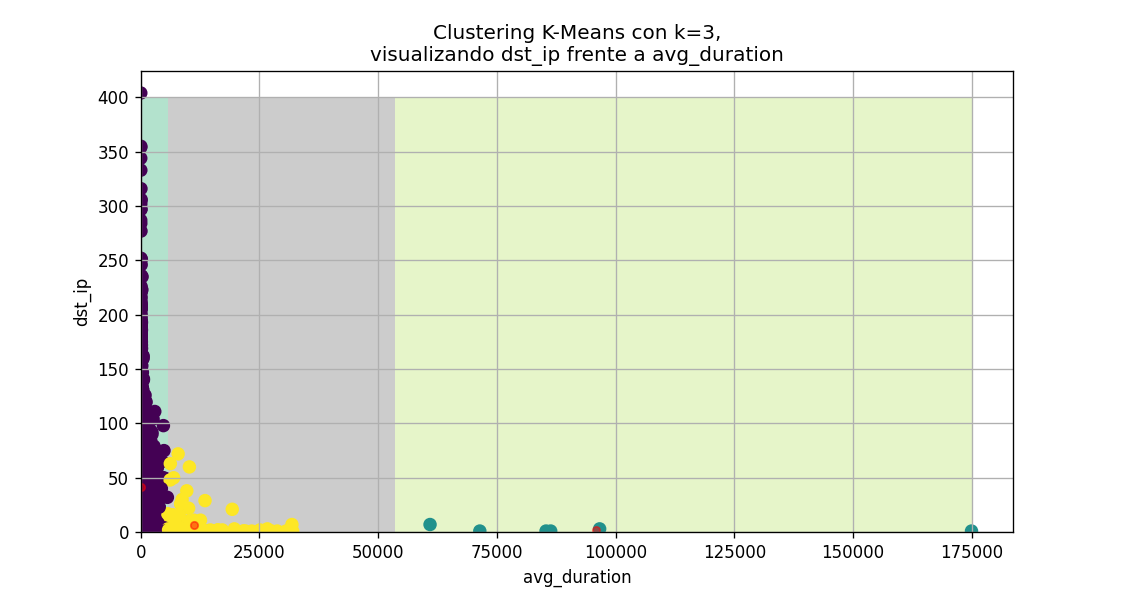 Clustering K-Means con k=3,
visualizando dst_ip frente a avg_duration
400
350
300
250
200
150
100
50
0
dst_ip
0 25000 50000 75000 100000 125000 150000 175000
avg_duration